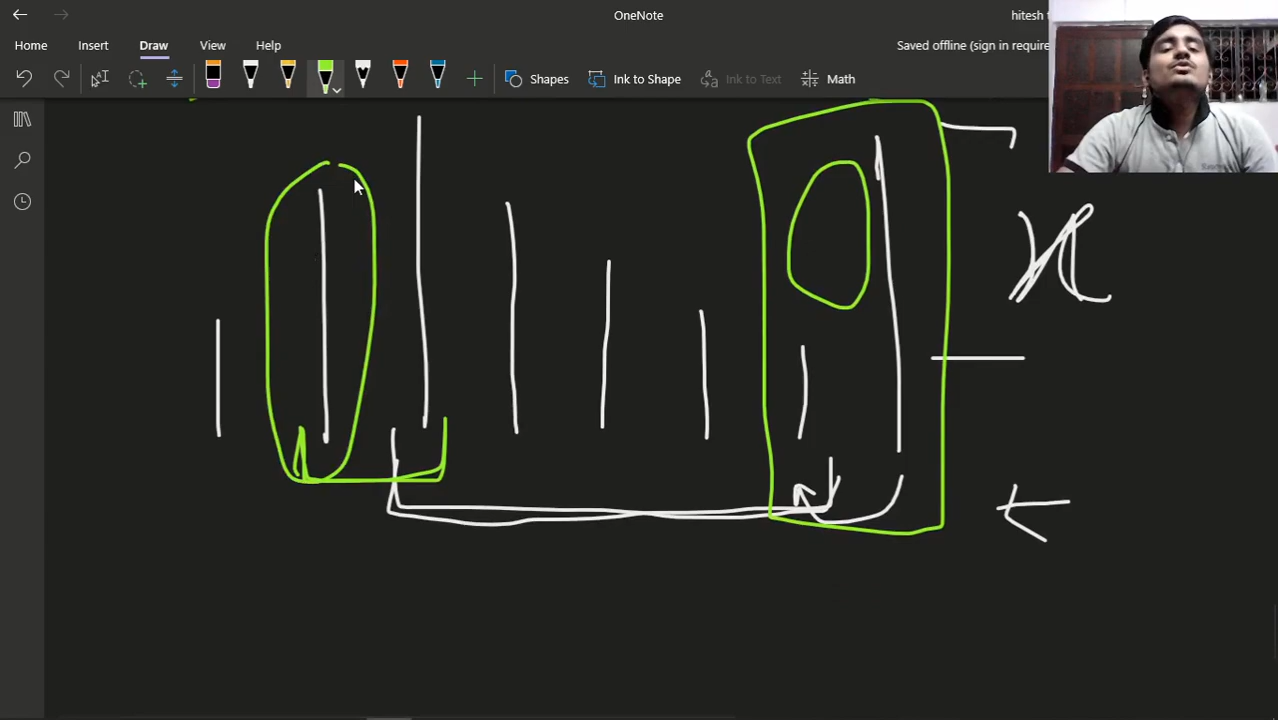 OneNote
hitesh
Home Insert Draw View Help
Saved offline (sign in require
Shapes Ink to Shape Ink to Text Math